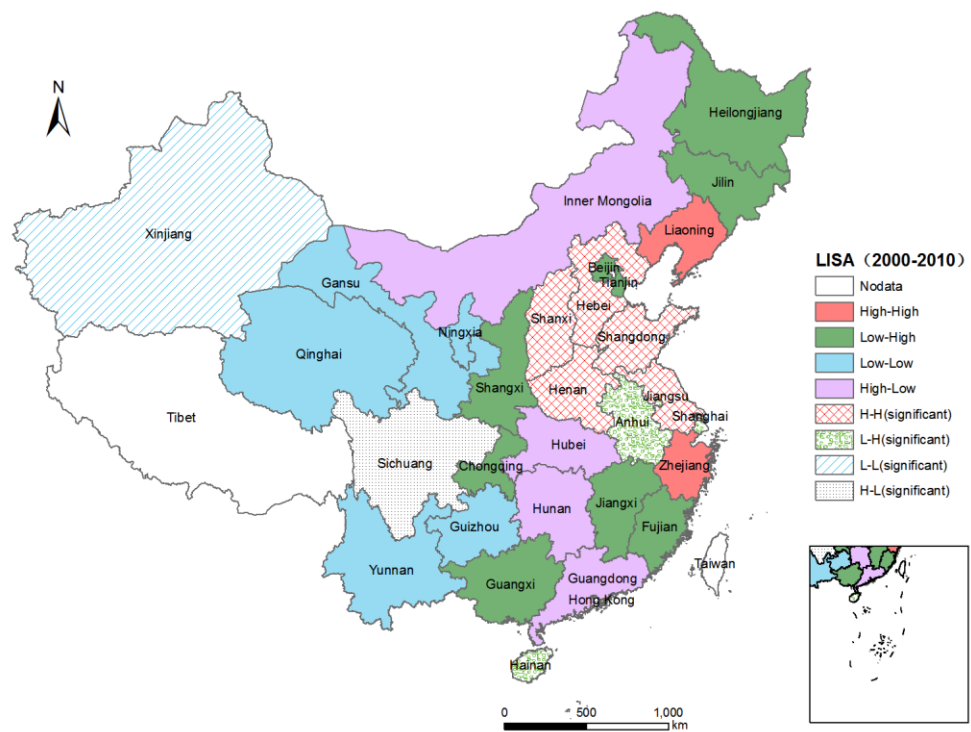 N
Heilongjiang
Jilin
Inner Mongolia
Liaoning
Xinjiang
Beijin
Tianjin
Gansu
Hebei
Shanxi
Ningxia
Shangdong
Qinghai
Shangxi
Henan
Jiangsu
Tibet
Shanghai
Anhui
Hubei
Sichuang
Chongqing
Zhejiang
Hunan
Jiangxi
Guizhou
Fujian
Yunnan
Taiwan
Guangxi
Guangdong
Hong Kong
Hainan
LISA（2000-2010）
Nodata
High-High
Low-High
Low-Low
High-Low
H-H(significant)
L-H(significant)
L-L(significant)
H-L(significant)
0 500 1,000
km